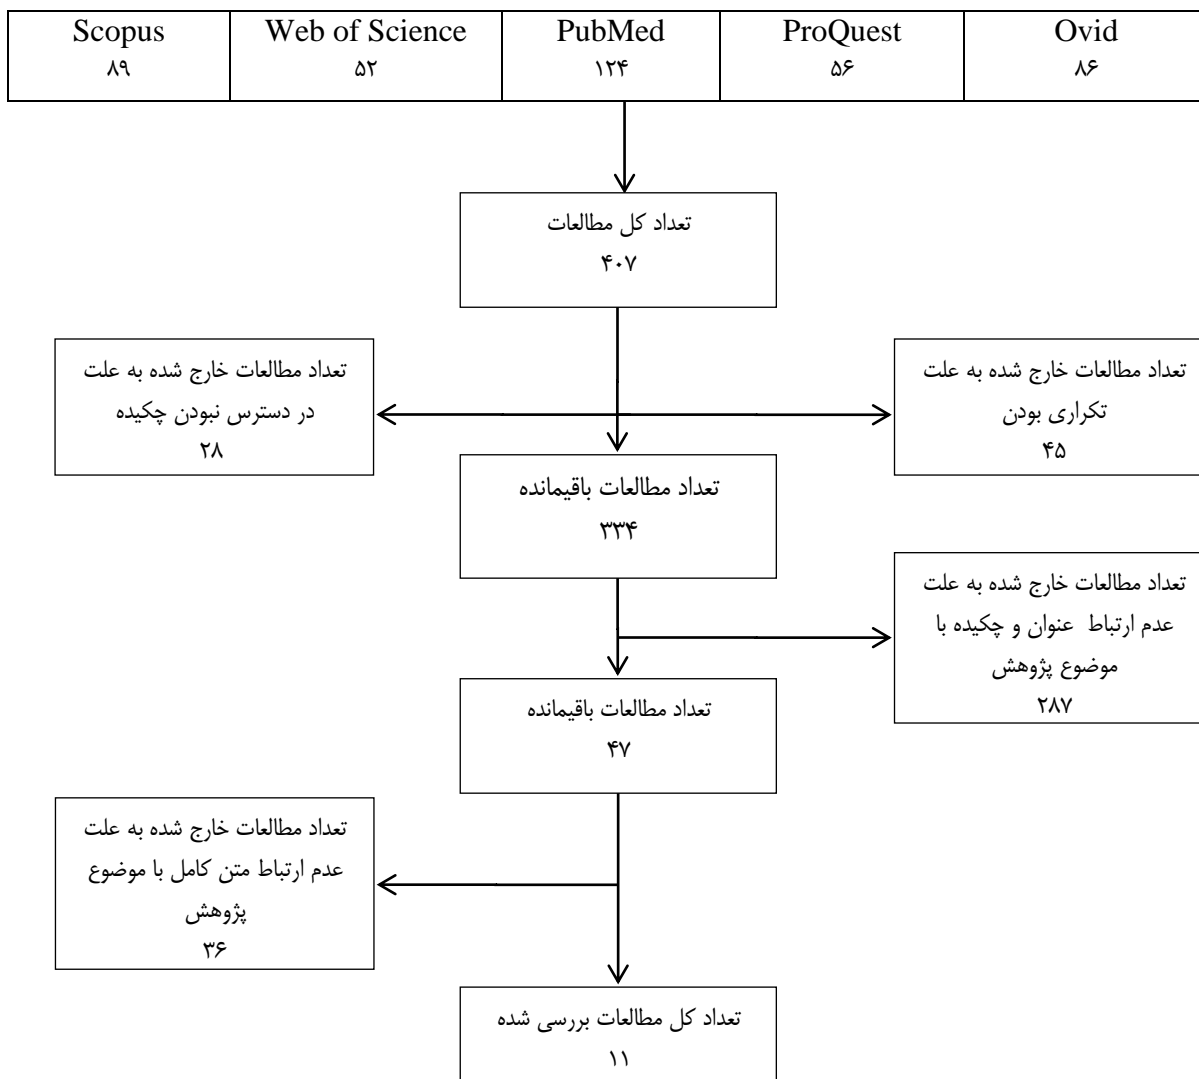 Scopus
۸۹
Web of Science
۵۲
PubMed
۱۲۴
ProQuest
۵۶
Ovid
۸۶
تعداد کل مطالعات
۴۰۷
تعداد مطالعات خارج شده به علت
تکراری بودن
۴۵
تعداد مطالعات خارج شده به علت
در دسترس نبودن چکیده
۲۸
تعداد مطالعات باقیمانده
۳۳۴
تعداد مطالعات خارج شده به علت
عدم ارتباط عنوان و چکیده با
موضوع پژوهش
۲۸۷
تعداد مطالعات باقیمانده
۴۷
تعداد مطالعات خارج شده به علت
عدم ارتباط متن کامل با موضوع
پژوهش
۳۶
تعداد کل مطالعات بررسی شده
۱۱